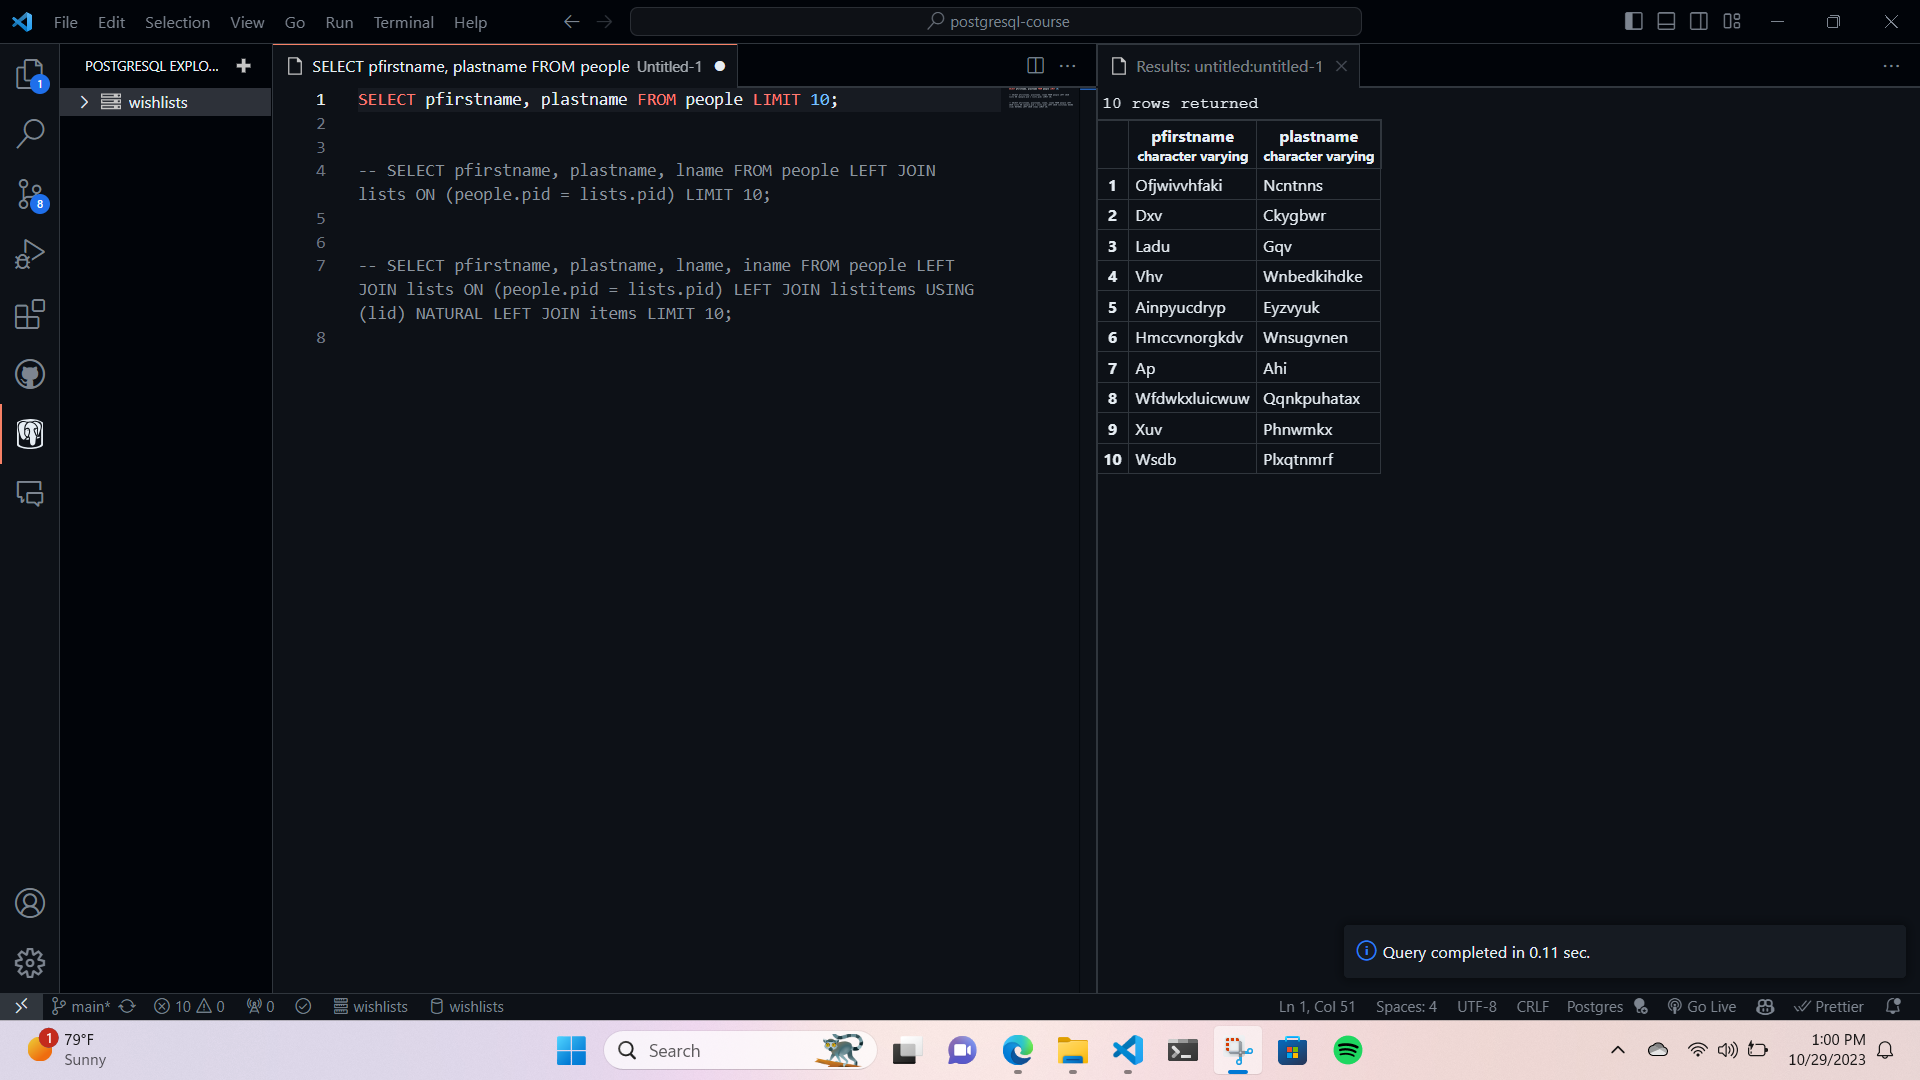 File Edit Selection View Go Run Terminal Help
postgresql-course
1
8
POSTGRESQL EXPLO...
wishlists
SELECT pfirstname, plastname FROM people Untitled-1
1 SELECT pfirstname, plastname FROM people LIMIT 10;
2
3
4 -- SELECT pfirstname, plastname, lname FROM people LEFT JOIN
lists ON (people.pid = lists.pid) LIMIT 10;
5
6
7 -- SELECT pfirstname, plastname, lname, iname FROM people LEFT
JOIN lists ON (people.pid = lists.pid) LEFT JOIN listitems USING
(lid) NATURAL LEFT JOIN items LIMIT 10;
8
Results: untitled:untitled-1
10 rows returned
pfirstname plastname
character varying character varying
1 Ofjwivvhfaki Ncntnns
2 Dxv Ckygbwr
3 Ladu Gqv
4 Vhv Wnbedkihdke
5 Ainpyucdryp Eyzvyuk
6 Hmccvnorgkdv Wnsugvnen
7 Ap Ahi
8 Wfdwkxluicwuw Qqnkpuhatax
9 Xuv Phnwmkx
10 Wsdb Plxqtnmrf
Query completed in 0.11 sec.
main* 10 0 0 wishlists wishlists Ln 1, Col 51 Spaces: 4 UTF-8 CRLF Postgres Go Live Prettier
1
79°F
Sunny
Search
1:00 PM
10/29/2023